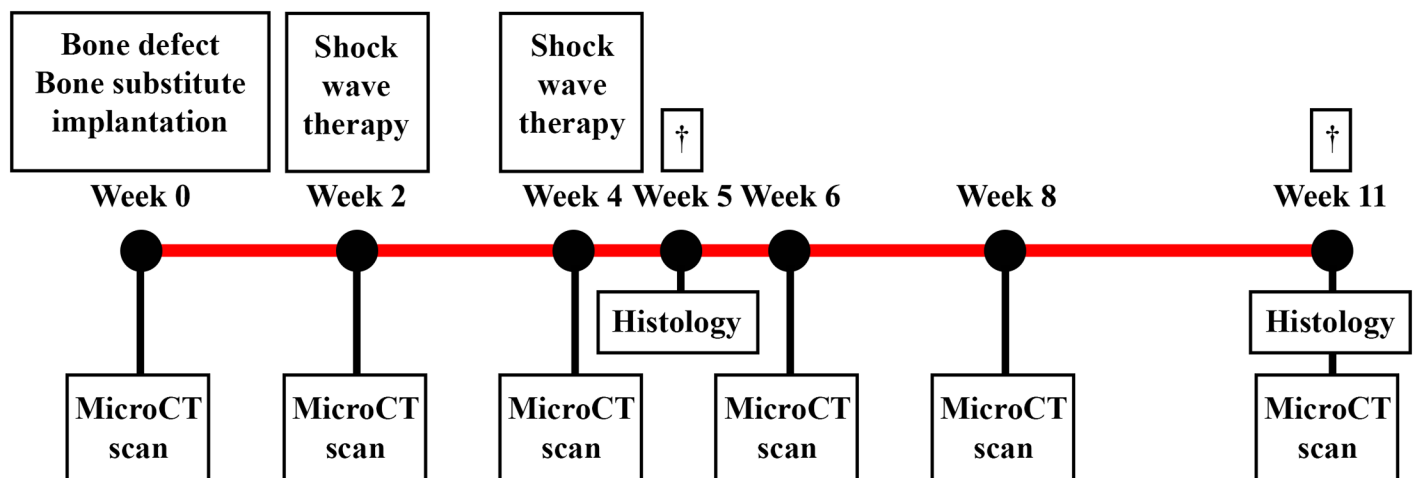 Bone defect
Bone substitute
implantation
Shock
wave
therapy
Shock
wave
therapy
†
†
Week 0
Week 2
Week 4
Week 5
Week 6
Week 8
Week 11
Histology
Histology
MicroCT
scan
MicroCT
scan
MicroCT
scan
MicroCT
scan
MicroCT
scan
MicroCT
scan